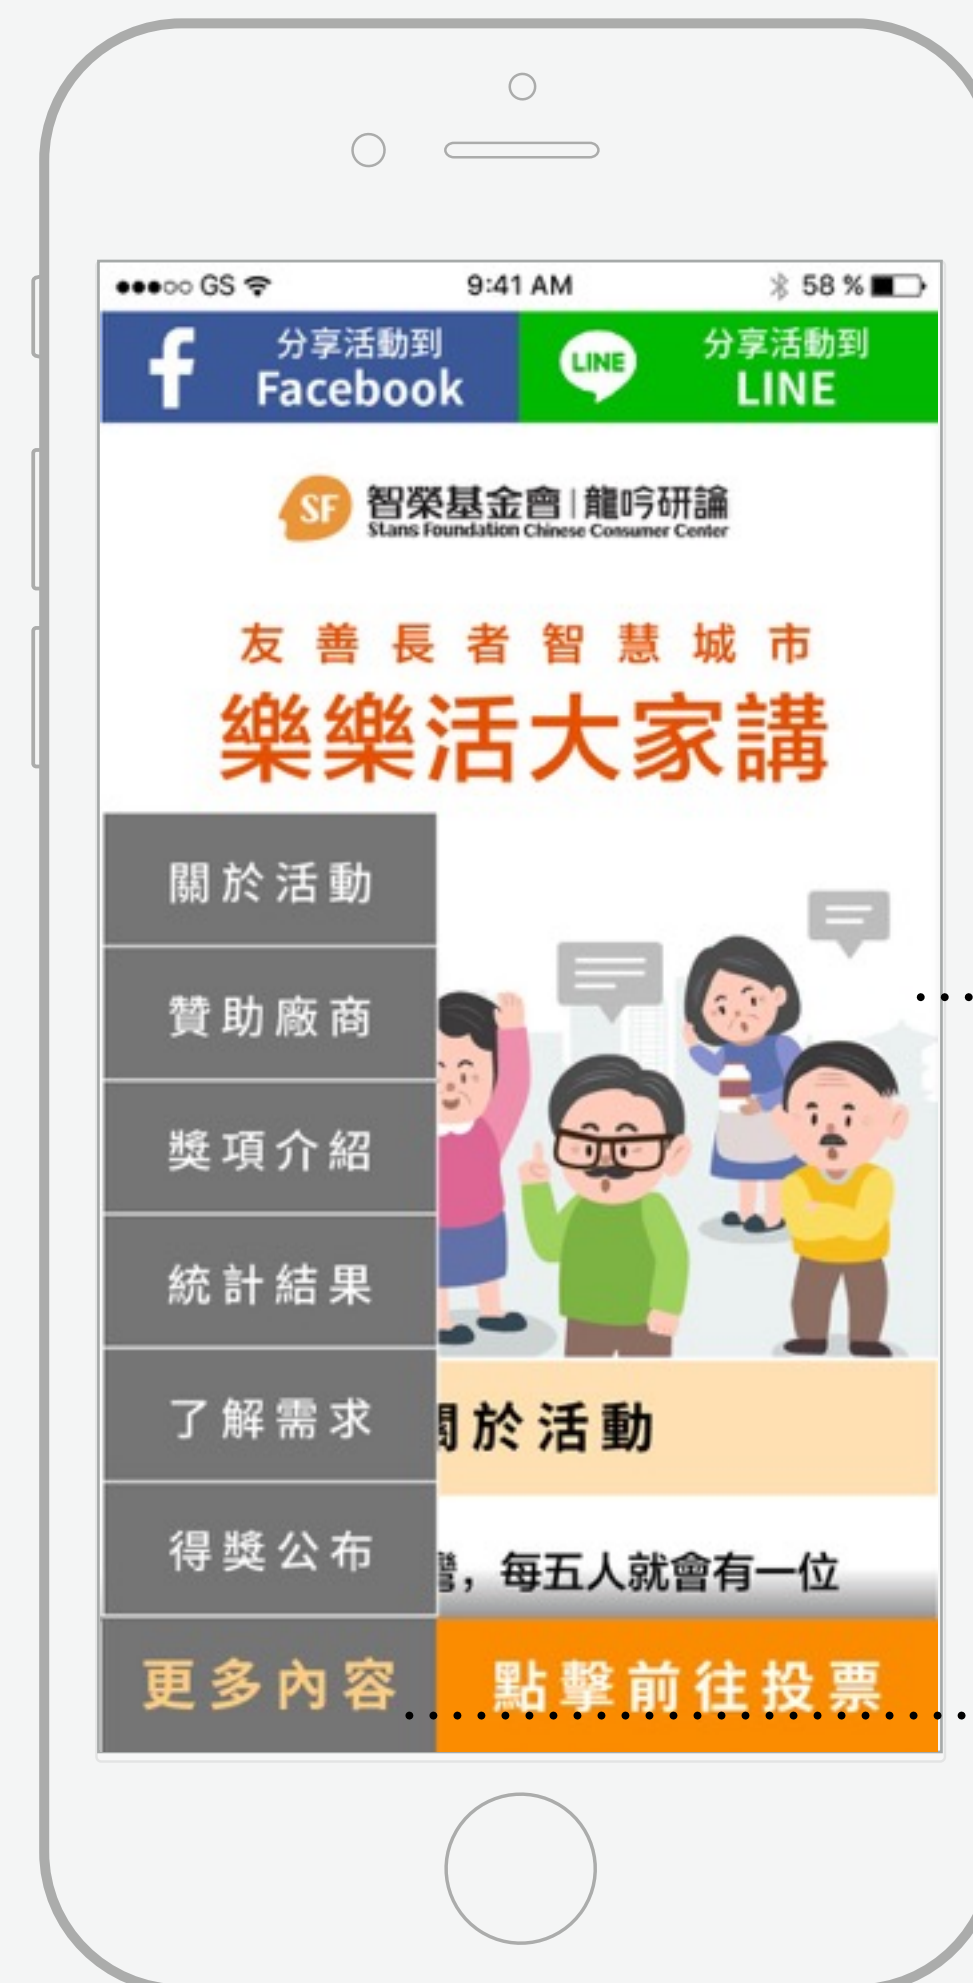 GS 9:41 AM 58 %
f 分享活動到
Facebook
LINE 分享活動到
LINE
SF 智榮基金會|龍吟研論
Stans Foundation Chinese Consumer Center
友善長者智慧城市
樂樂活大家講
關於活動
贊助廠商
獎項介紹
統計結果
了解需求
得獎公布
更多內容
於活動
，每五人就會有一位
點擊前往投票